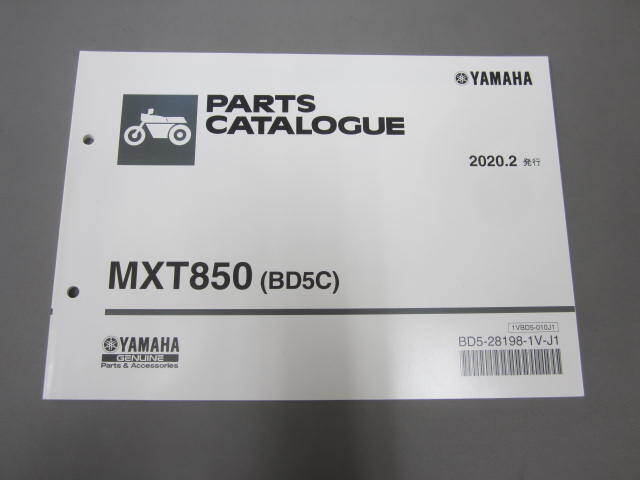 YAMAHA
PARTS
CATALOGUE
2020.2 発行
MXT850 (BD5C)
YAMAHA
GENUINE
Parts & Accessories
1VBD5-010J1
BD5-28198-1V-J1